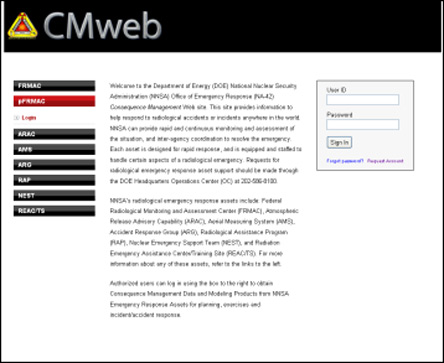 CMweb
FRMAC
pFRMAC
Login
ARAC
AMS
ARG
RAP
NEST
REAC/TS
Welcome to the Department of Energy (DOE) National Nuclear Security
Administration (NNSA) Office of Emergency Response (NA-42)
Consequence Management Web site. This site provides information to
help respond to radiological accidents or incidents anywhere in the world.
NNSA can provide rapid and continuous monitoring and assessment of
the situation, and inter-agency coordination to resolve the emergency.
Each asset is designed for rapid response, and is equipped and staffed to
handle certain aspects of a radiological emergency. Requests for
radiological emergency response asset support should be made through
the DOE Headquarters Operations Center (OC) at 202-586-8100.
NNSA's radiological emergency response assets include: Federal
Radiological Monitoring and Assessment Center (FRMAC), Atmospheric
Release Advisory Capability (ARAC), Aerial Measuring System (AMS),
Accident Response Group (ARG), Radiological Assistance Program
(RAP), Nuclear Emergency Support Team (NEST), and Radiation
Emergency Assistance Center/Training Site (REAC/TS). For more
information about any of these assets, refer to the links to the left.
Authorized users can log in using the box to the right to obtain
Consequence Management Data and Modeling Products from NNSA
Emergency Response Assets for planning, exercises and
incident/accident response.
User ID
Password
Sign In
Forgot password? Request Account